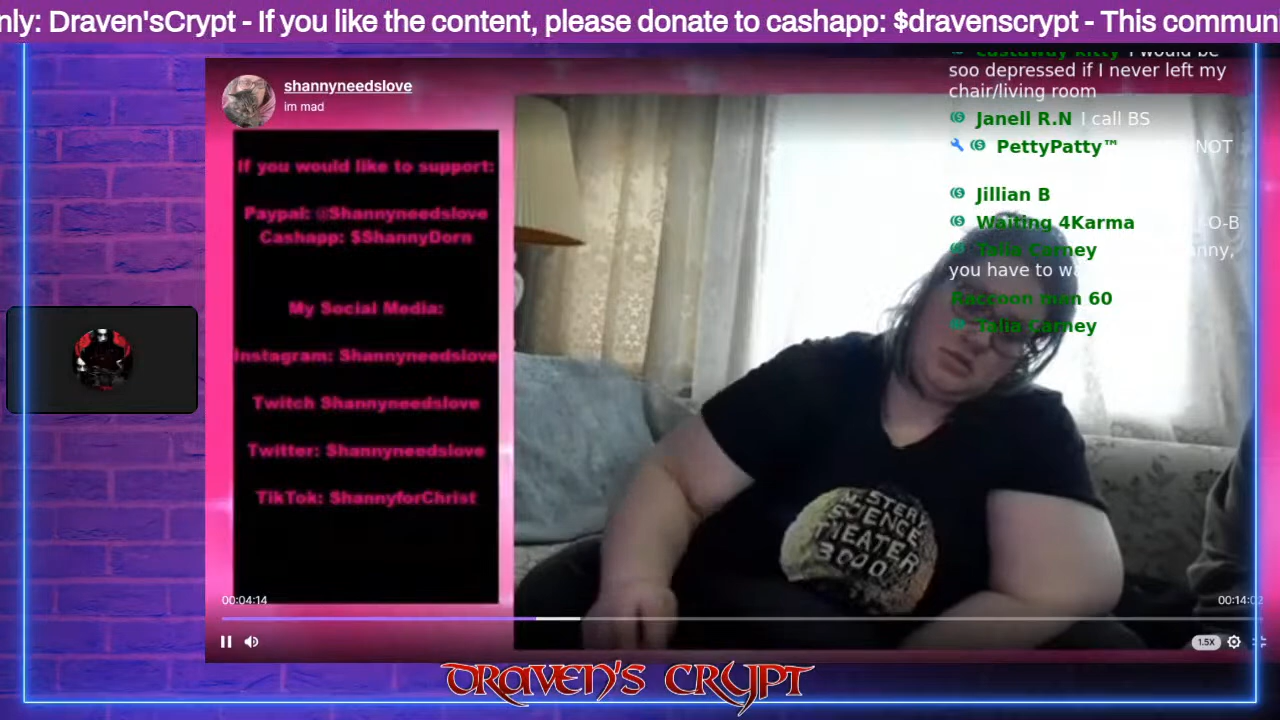 nly: Draven'sCrypt - If you like the content, please donate to cashapp: $dravenscrypt - This commun
shannyneedslove
im mad
If you would like to support:
Paypal: @Shannyneedslove
Cashapp: $ShannyDorn
My Social Media:
Instagram: Shannyneedslove
Twitch Shannyneedslove
Twitter: Shannyneedslove
TikTok: ShannyforChrist
castaway kitty I would be
soo depressed if I never left my
chair/living room
Janell R.N I call BS
PettyPatty™ NOT
Jillian B
Waiting 4Karma O-B
Talia Carney
you have to
Raccoon man 60
Talia Carney
MYSTERY
SCIENCE
THEATER
3000
00:04:14
00:14:02
1.5X
DRAVEN'S CRYPT